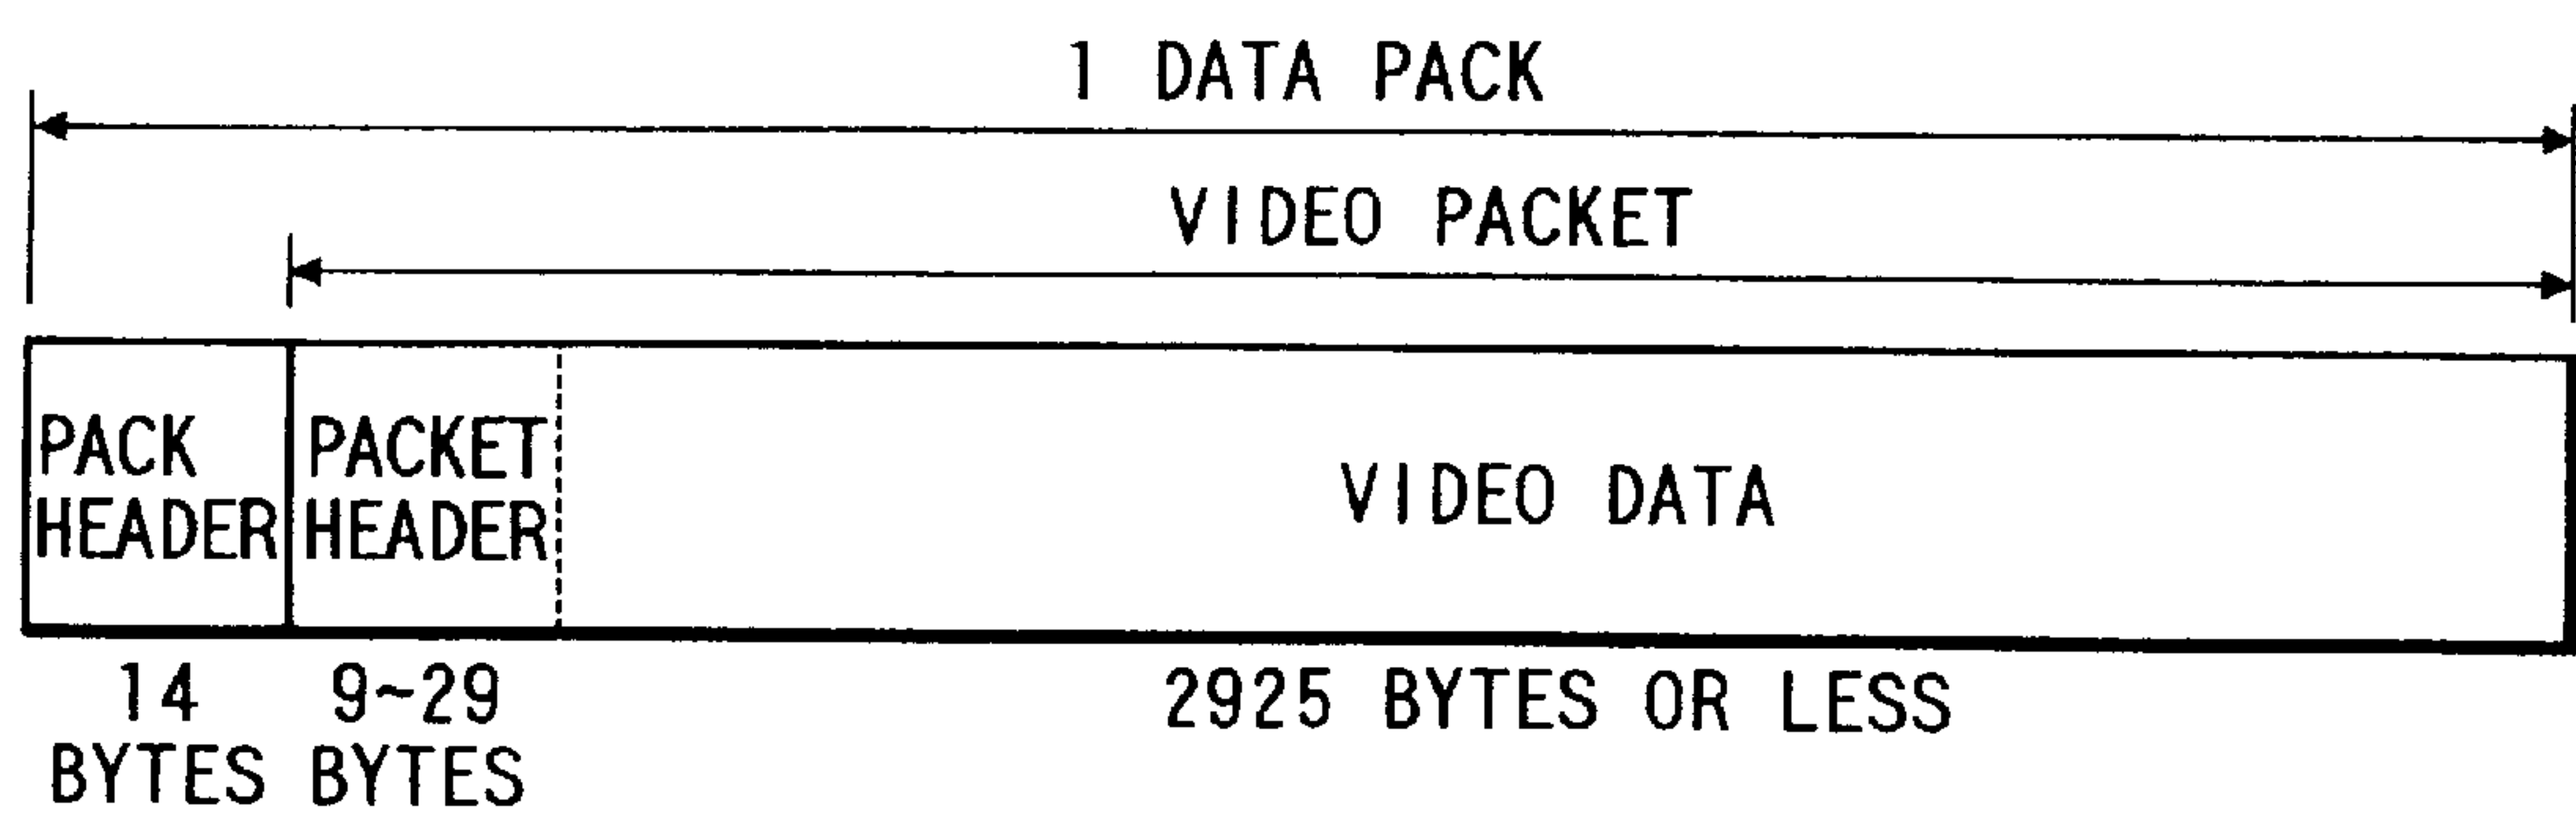 1 DATA PACK
VIDEO PACKET
PACK
HEADER
PACKET
HEADER
VIDEO DATA
14
BYTES
9~29
BYTES
2925 BYTES OR LESS